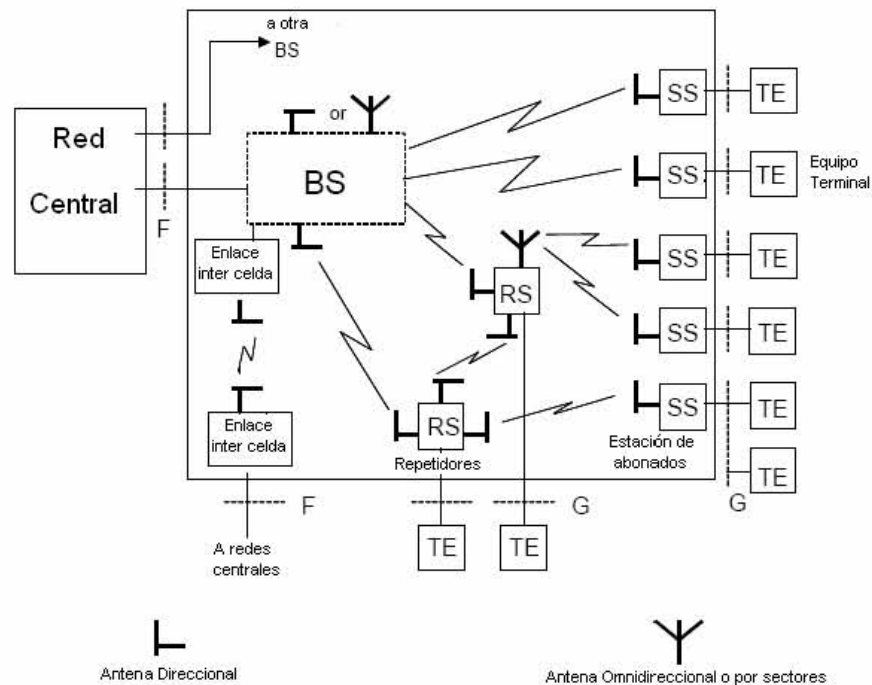 a otra
BS
or
Red
Central
BS
F
SS
TE
SS
TE
Equipo
Terminal
Enlace
inter celda
SS
TE
RS
SS
TE
SS
TE
Enlace
inter celda
RS
Repetidores
Estación de
abonados
TE
F
G
G
A redes
centrales
TE
TE
Antena Direccional
Antena Omnidireccional o por sectores